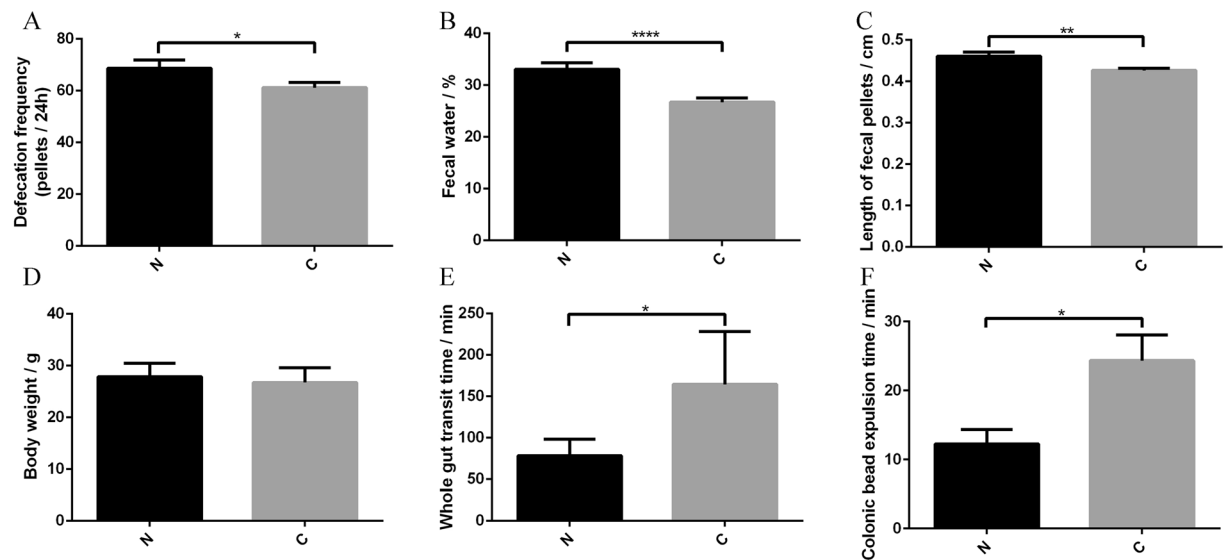 A
Defecation frequency
(pellets / 24h)
80
60
40
20
0
*
N
C
B
Fecal water / %
40
30
20
10
0
****
N
C
C
Length of fecal pellets / cm
0.5
0.4
0.4
0.2
0.1
0.0
**
N
C
D
Body weight / g
40
30
20
10
0
N
C
E
Whole gut transit time / min
250
200
150
100
50
0
*
N
C
F
Colonic bead expulsion time / min
30
20
10
0
*
N
C